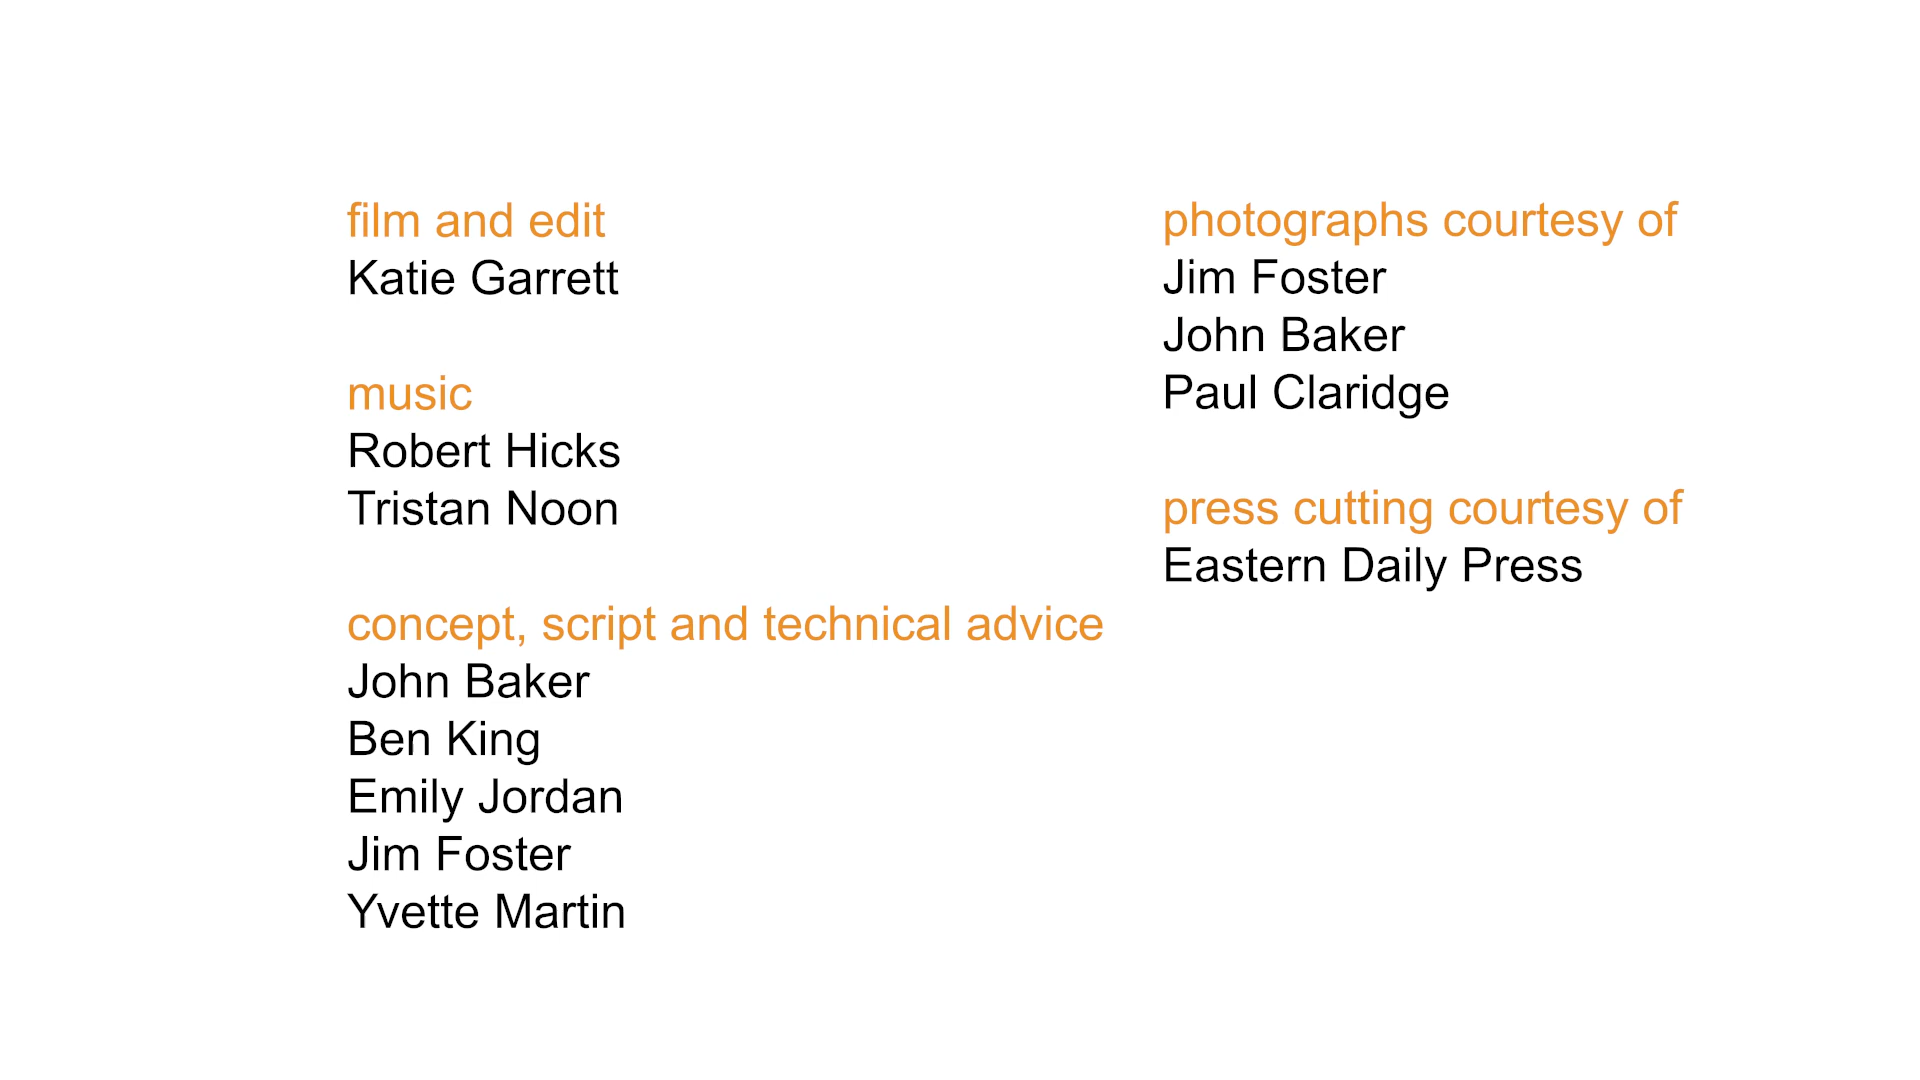 film and edit
Katie Garrett
music
Robert Hicks
Tristan Noon
concept, script and technical advice
John Baker
Ben King
Emily Jordan
Jim Foster
Yvette Martin
photographs courtesy of
Jim Foster
John Baker
Paul Claridge
press cutting courtesy of
Eastern Daily Press